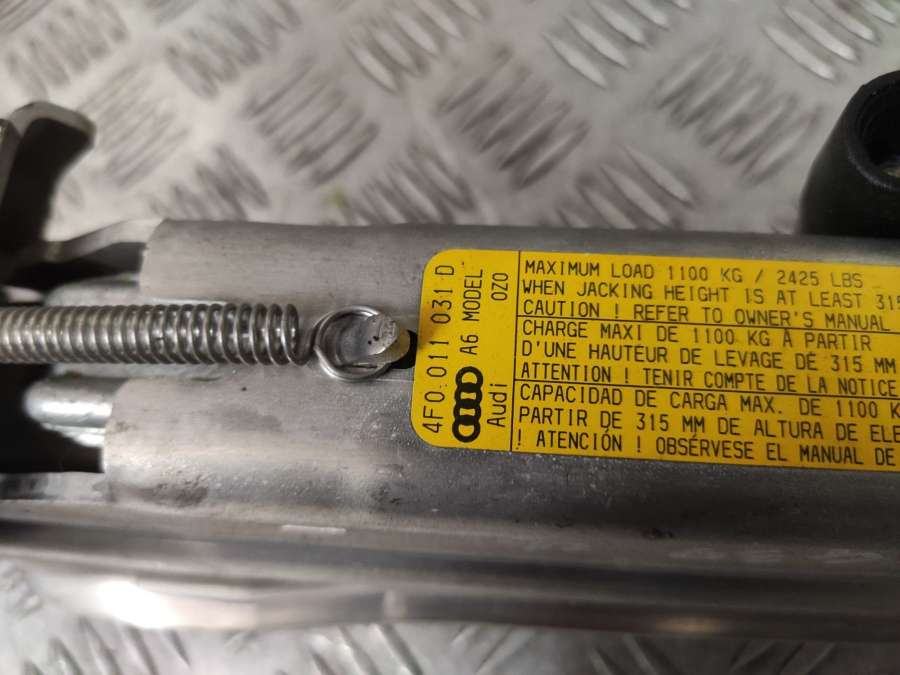 4F0.011 031 D
A6 MODEL
Audi
0Z0
MAXIMUM LOAD 1100 KG / 2425 LBS
WHEN JACKING HEIGHT IS AT LEAST 315
CAUTION ! REFER TO OWNER'S MANUAL
CHARGE MAXI DE 1100 KG À PARTIR
D'UNE HAUTEUR DE LEVAGE DE 315 MM
ATTENTION ! TENIR COMPTE DE LA NOTICE
CAPACIDAD DE CARGA MAX. DE 1100 K
PARTIR DE 315 MM DE ALTURA DE ELE
! ATENCIÓN ! OBSÉRVESE EL MANUAL DE